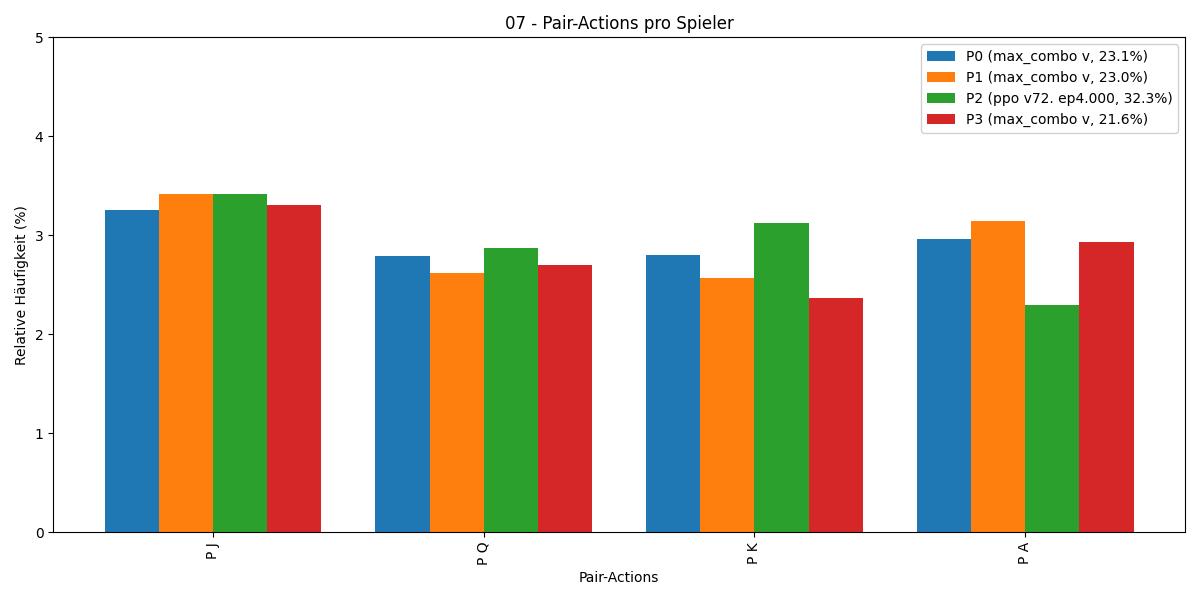 07 - Pair-Actions pro Spieler
P0 (max_combo v, 23.1%)
P1 (max_combo v, 23.0%)
P2 (ppo v72. ep4.000, 32.3%)
P3 (max_combo v, 21.6%)
Relative Häufigkeit (%)
5
4
3
2
1
0
P J
P Q
P K
P A
Pair-Actions